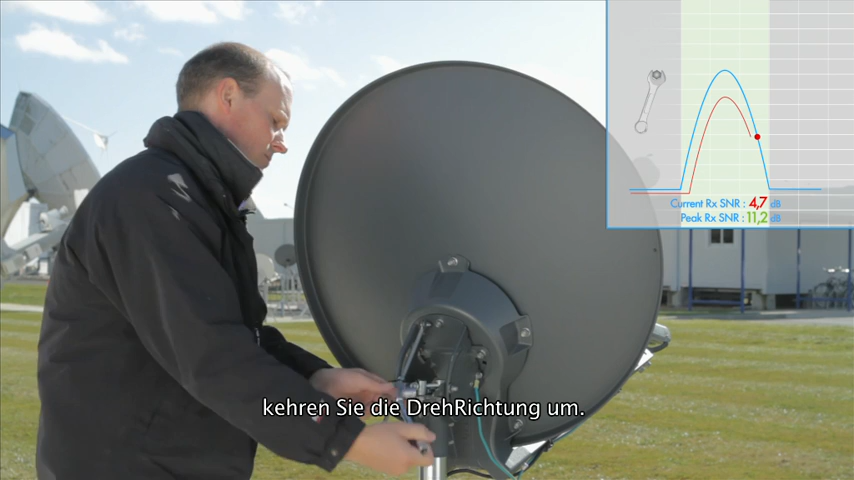 Current Rx SNR : 4,7 dB
Peak Rx SNR : 11,2 dB
kehren Sie die DrehRichtung um.